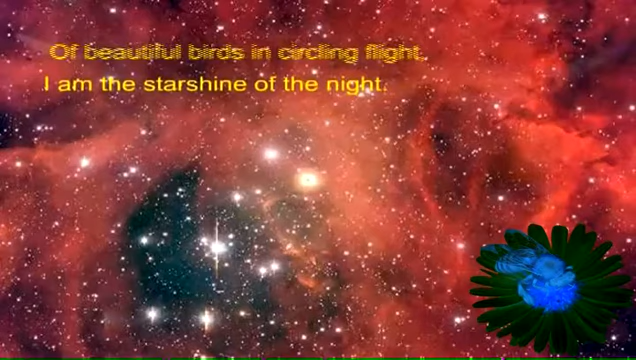 Of beautiful birds in circling flight,
I am the starshine of the night.